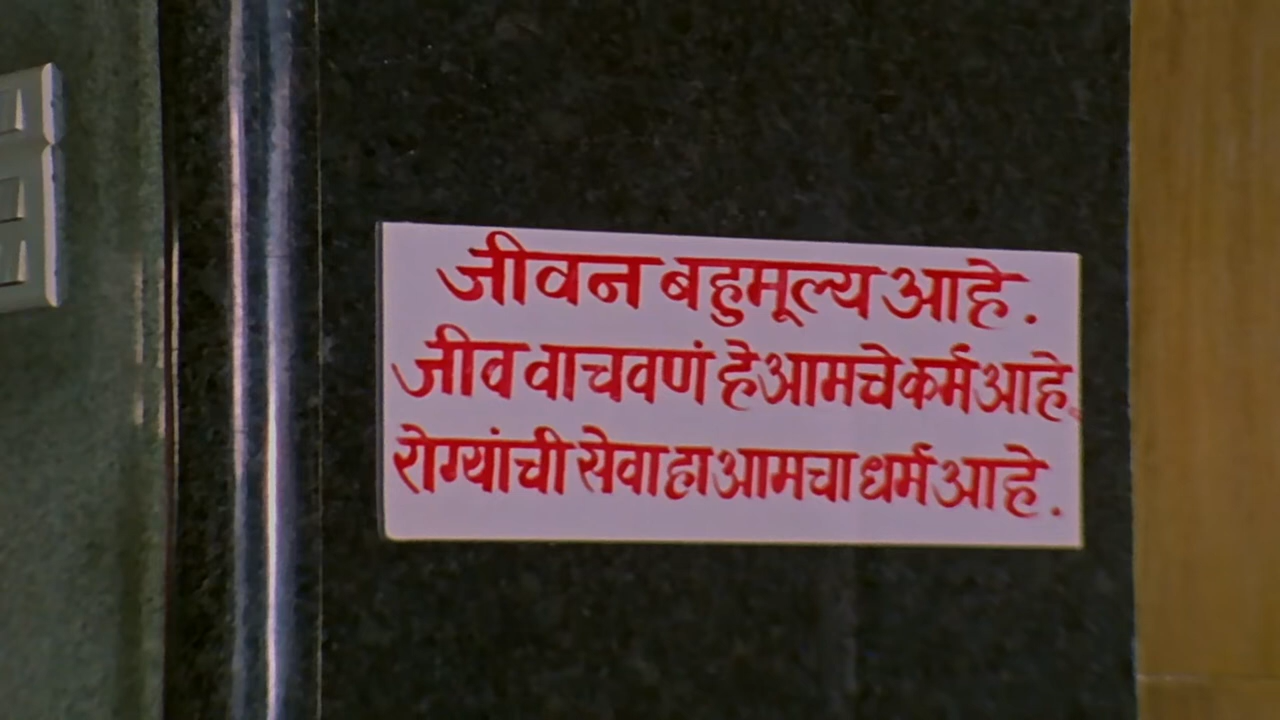 जीवन बहुमूल्य आहे.
जीव वाचवणं हे आमचे कर्म आहे.
रोग्यांची सेवा हा आमचा धर्म आहे.